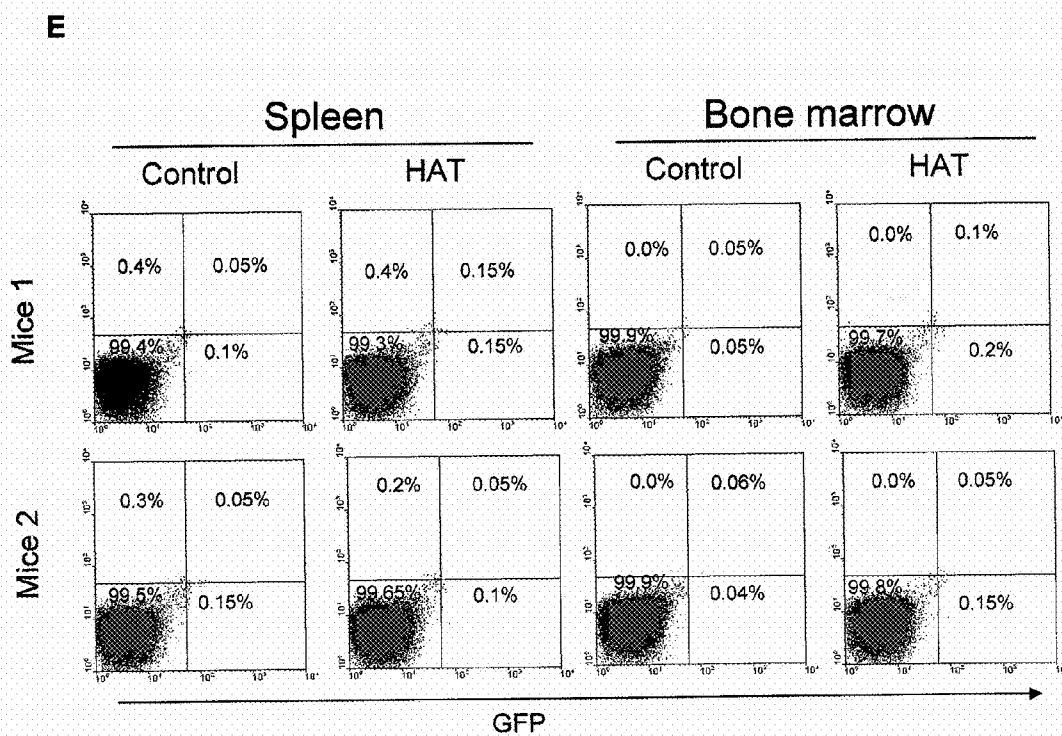 E
Spleen Bone marrow
Control HAT Control HAT
Mice 1
0.4% 0.05% 0.4% 0.15% 0.0% 0.05% 0.0% 0.1%
99.4% 0.1% 99.3% 0.15% 99.9% 0.05% 99.7% 0.2%
Mice 2
0.3% 0.05% 0.2% 0.05% 0.0% 0.06% 0.0% 0.05%
99.5% 0.15% 99.65% 0.1% 99.9% 0.04% 99.8% 0.15%
GFP